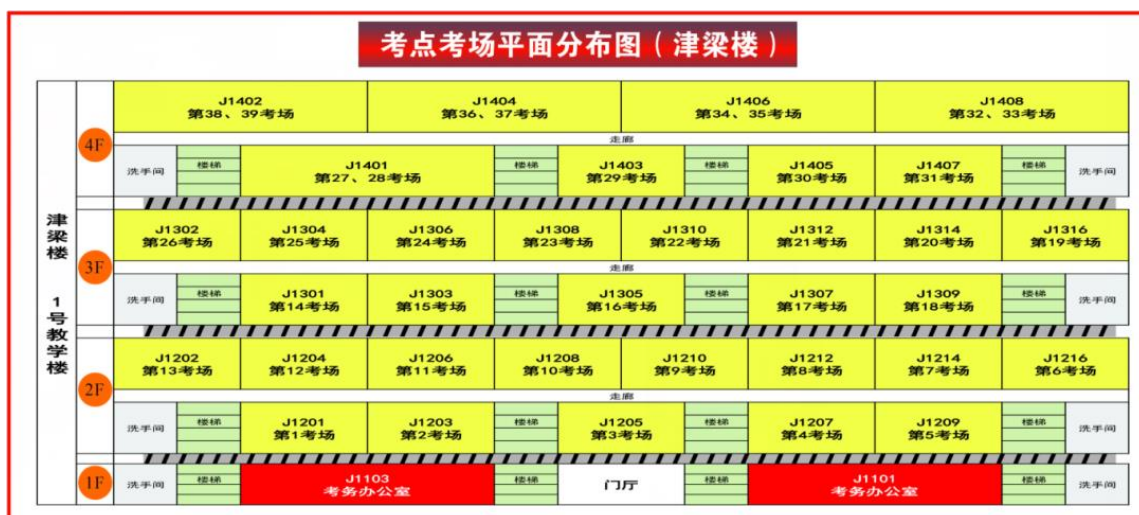 考点考场平面分布图（津梁楼）
津梁楼 1号教学楼
4F
J1402
第38、39考场
J1404
第36、37考场
J1406
第34、35考场
J1408
第32、33考场
走廊
洗手间
楼梯
J1401
第27、28考场
楼梯
J1403
第29考场
楼梯
J1405
第30考场
J1407
第31考场
楼梯
洗手间
3F
J1302
第26考场
J1304
第25考场
J1306
第24考场
J1308
第23考场
J1310
第22考场
J1312
第21考场
J1314
第20考场
J1316
第19考场
走廊
洗手间
楼梯
J1301
第14考场
J1303
第15考场
楼梯
J1305
第16考场
楼梯
J1307
第17考场
J1309
第18考场
楼梯
洗手间
2F
J1202
第13考场
J1204
第12考场
J1206
第11考场
J1208
第10考场
J1210
第9考场
J1212
第8考场
J1214
第7考场
J1216
第6考场
走廊
洗手间
楼梯
J1201
第1考场
J1203
第2考场
楼梯
J1205
第3考场
楼梯
J1207
第4考场
J1209
第5考场
楼梯
洗手间
1F
洗手间
楼梯
J1103
考务办公室
楼梯
门厅
楼梯
J1101
考务办公室
楼梯
洗手间